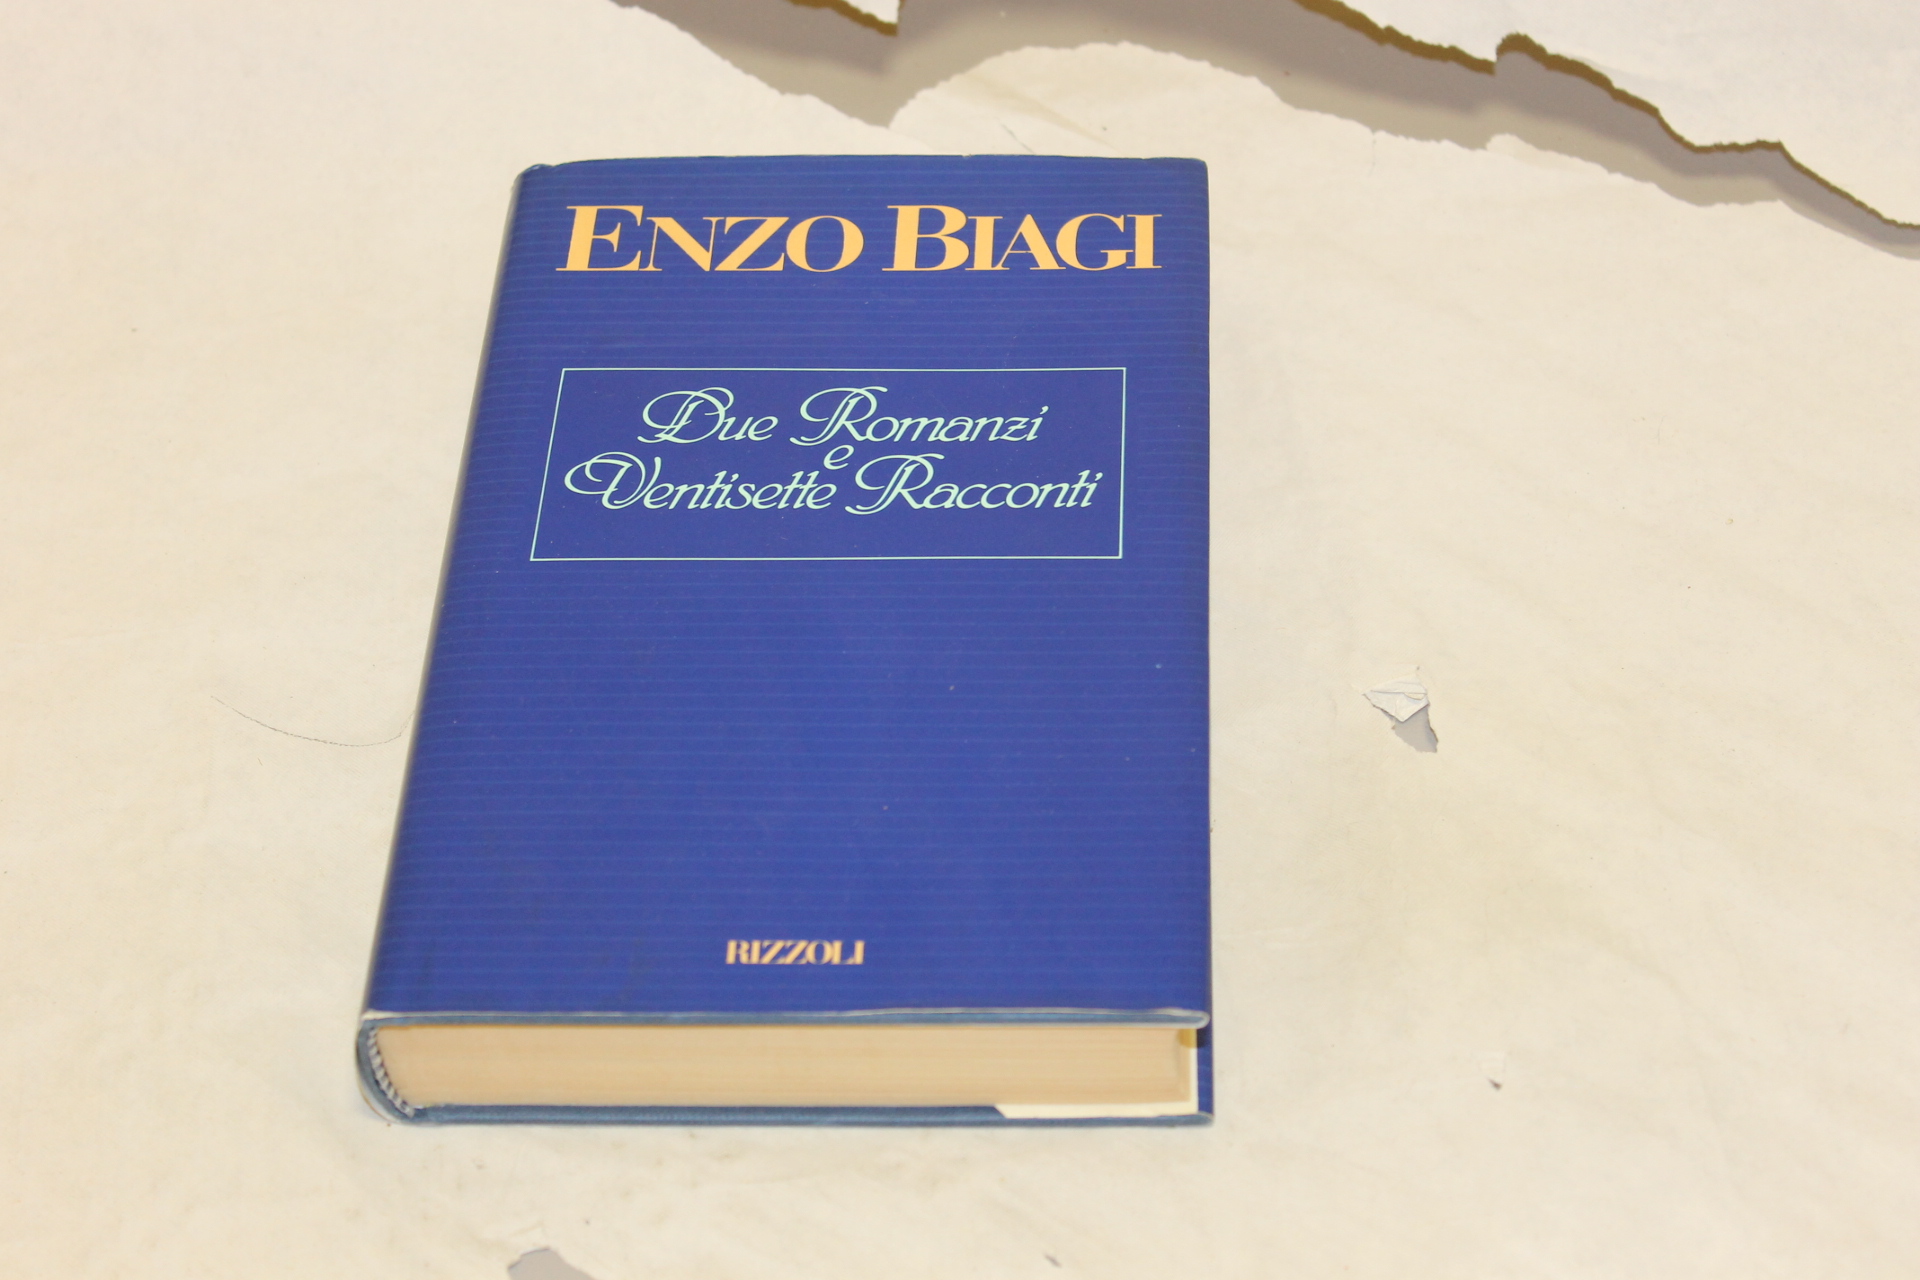 ENZO BIAGI
Due Romanzi
e
Ventisette Racconti
RIZZOLI